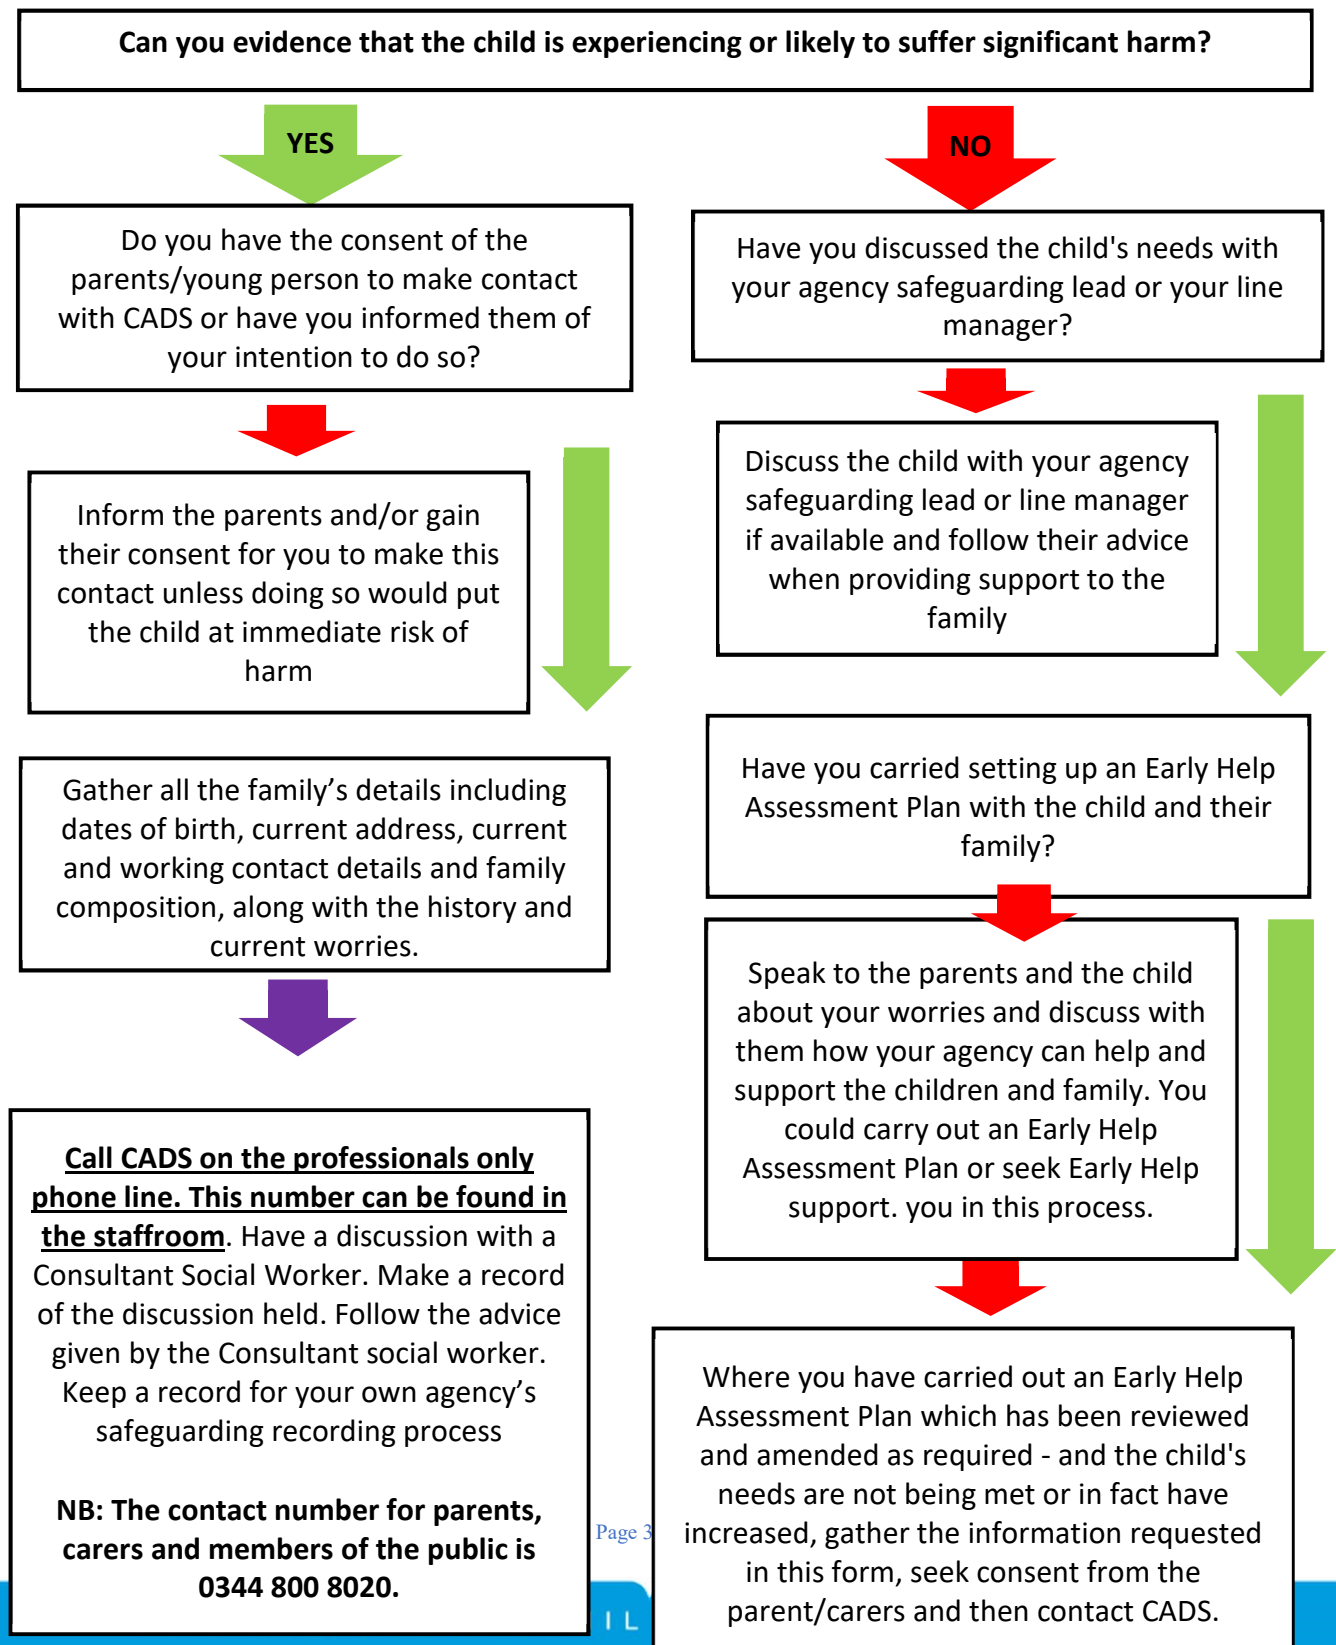 Can you evidence that the child is experiencing or likely to suffer significant harm?
YES
NO
Do you have the consent of the
parents/young person to make contact
with CADS or have you informed them of
your intention to do so?
Have you discussed the child's needs with
your agency safeguarding lead or your line
manager?
Inform the parents and/or gain
their consent for you to make this
contact unless doing so would put
the child at immediate risk of
harm
Discuss the child with your agency
safeguarding lead or line manager
if available and follow their advice
when providing support to the
family
Gather all the family’s details including
dates of birth, current address, current
and working contact details and family
composition, along with the history and
current worries.
Have you carried setting up an Early Help
Assessment Plan with the child and their
family?
Speak to the parents and the child
about your worries and discuss with
them how your agency can help and
support the children and family. You
could carry out an Early Help
Assessment Plan or seek Early Help
support. you in this process.
Call CADS on the professionals only
phone line. This number can be found in
the staffroom. Have a discussion with a
Consultant Social Worker. Make a record
of the discussion held. Follow the advice
given by the Consultant social worker.
Keep a record for your own agency’s
safeguarding recording process
NB: The contact number for parents,
carers and members of the public is
0344 800 8020.
Where you have carried out an Early Help
Assessment Plan which has been reviewed
and amended as required - and the child's
needs are not being met or in fact have
increased, gather the information requested
in this form, seek consent from the
parent/carers and then contact CADS.
Page 3
I L